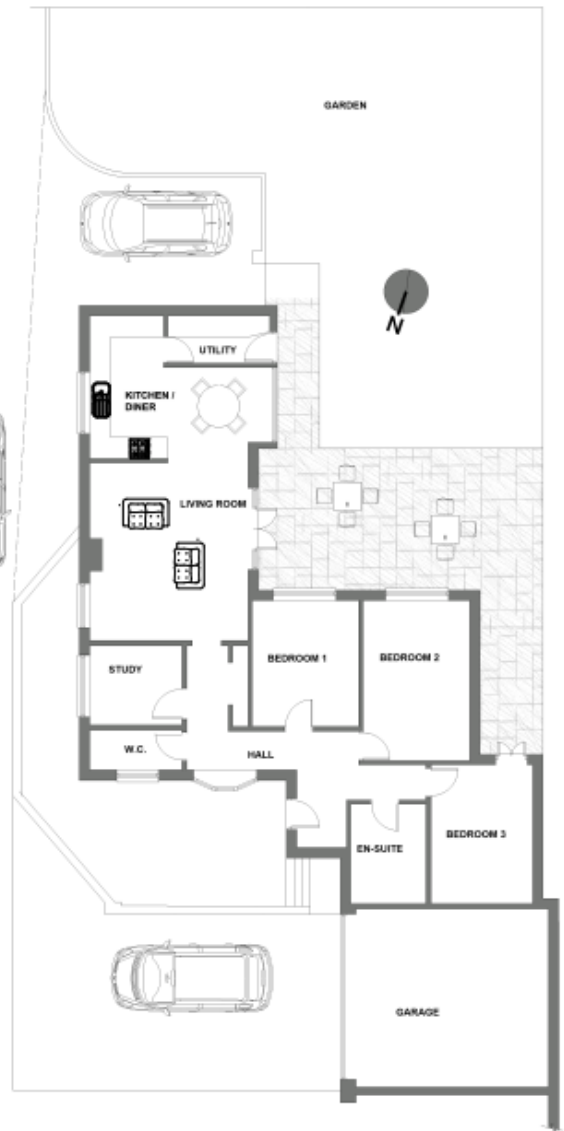 GARDEN
N
UTILITY
KITCHEN /
DINER
LIVING ROOM
STUDY
BEDROOM 1
BEDROOM 2
W.C.
HALL
BEDROOM 3
EN-SUITE
GARAGE